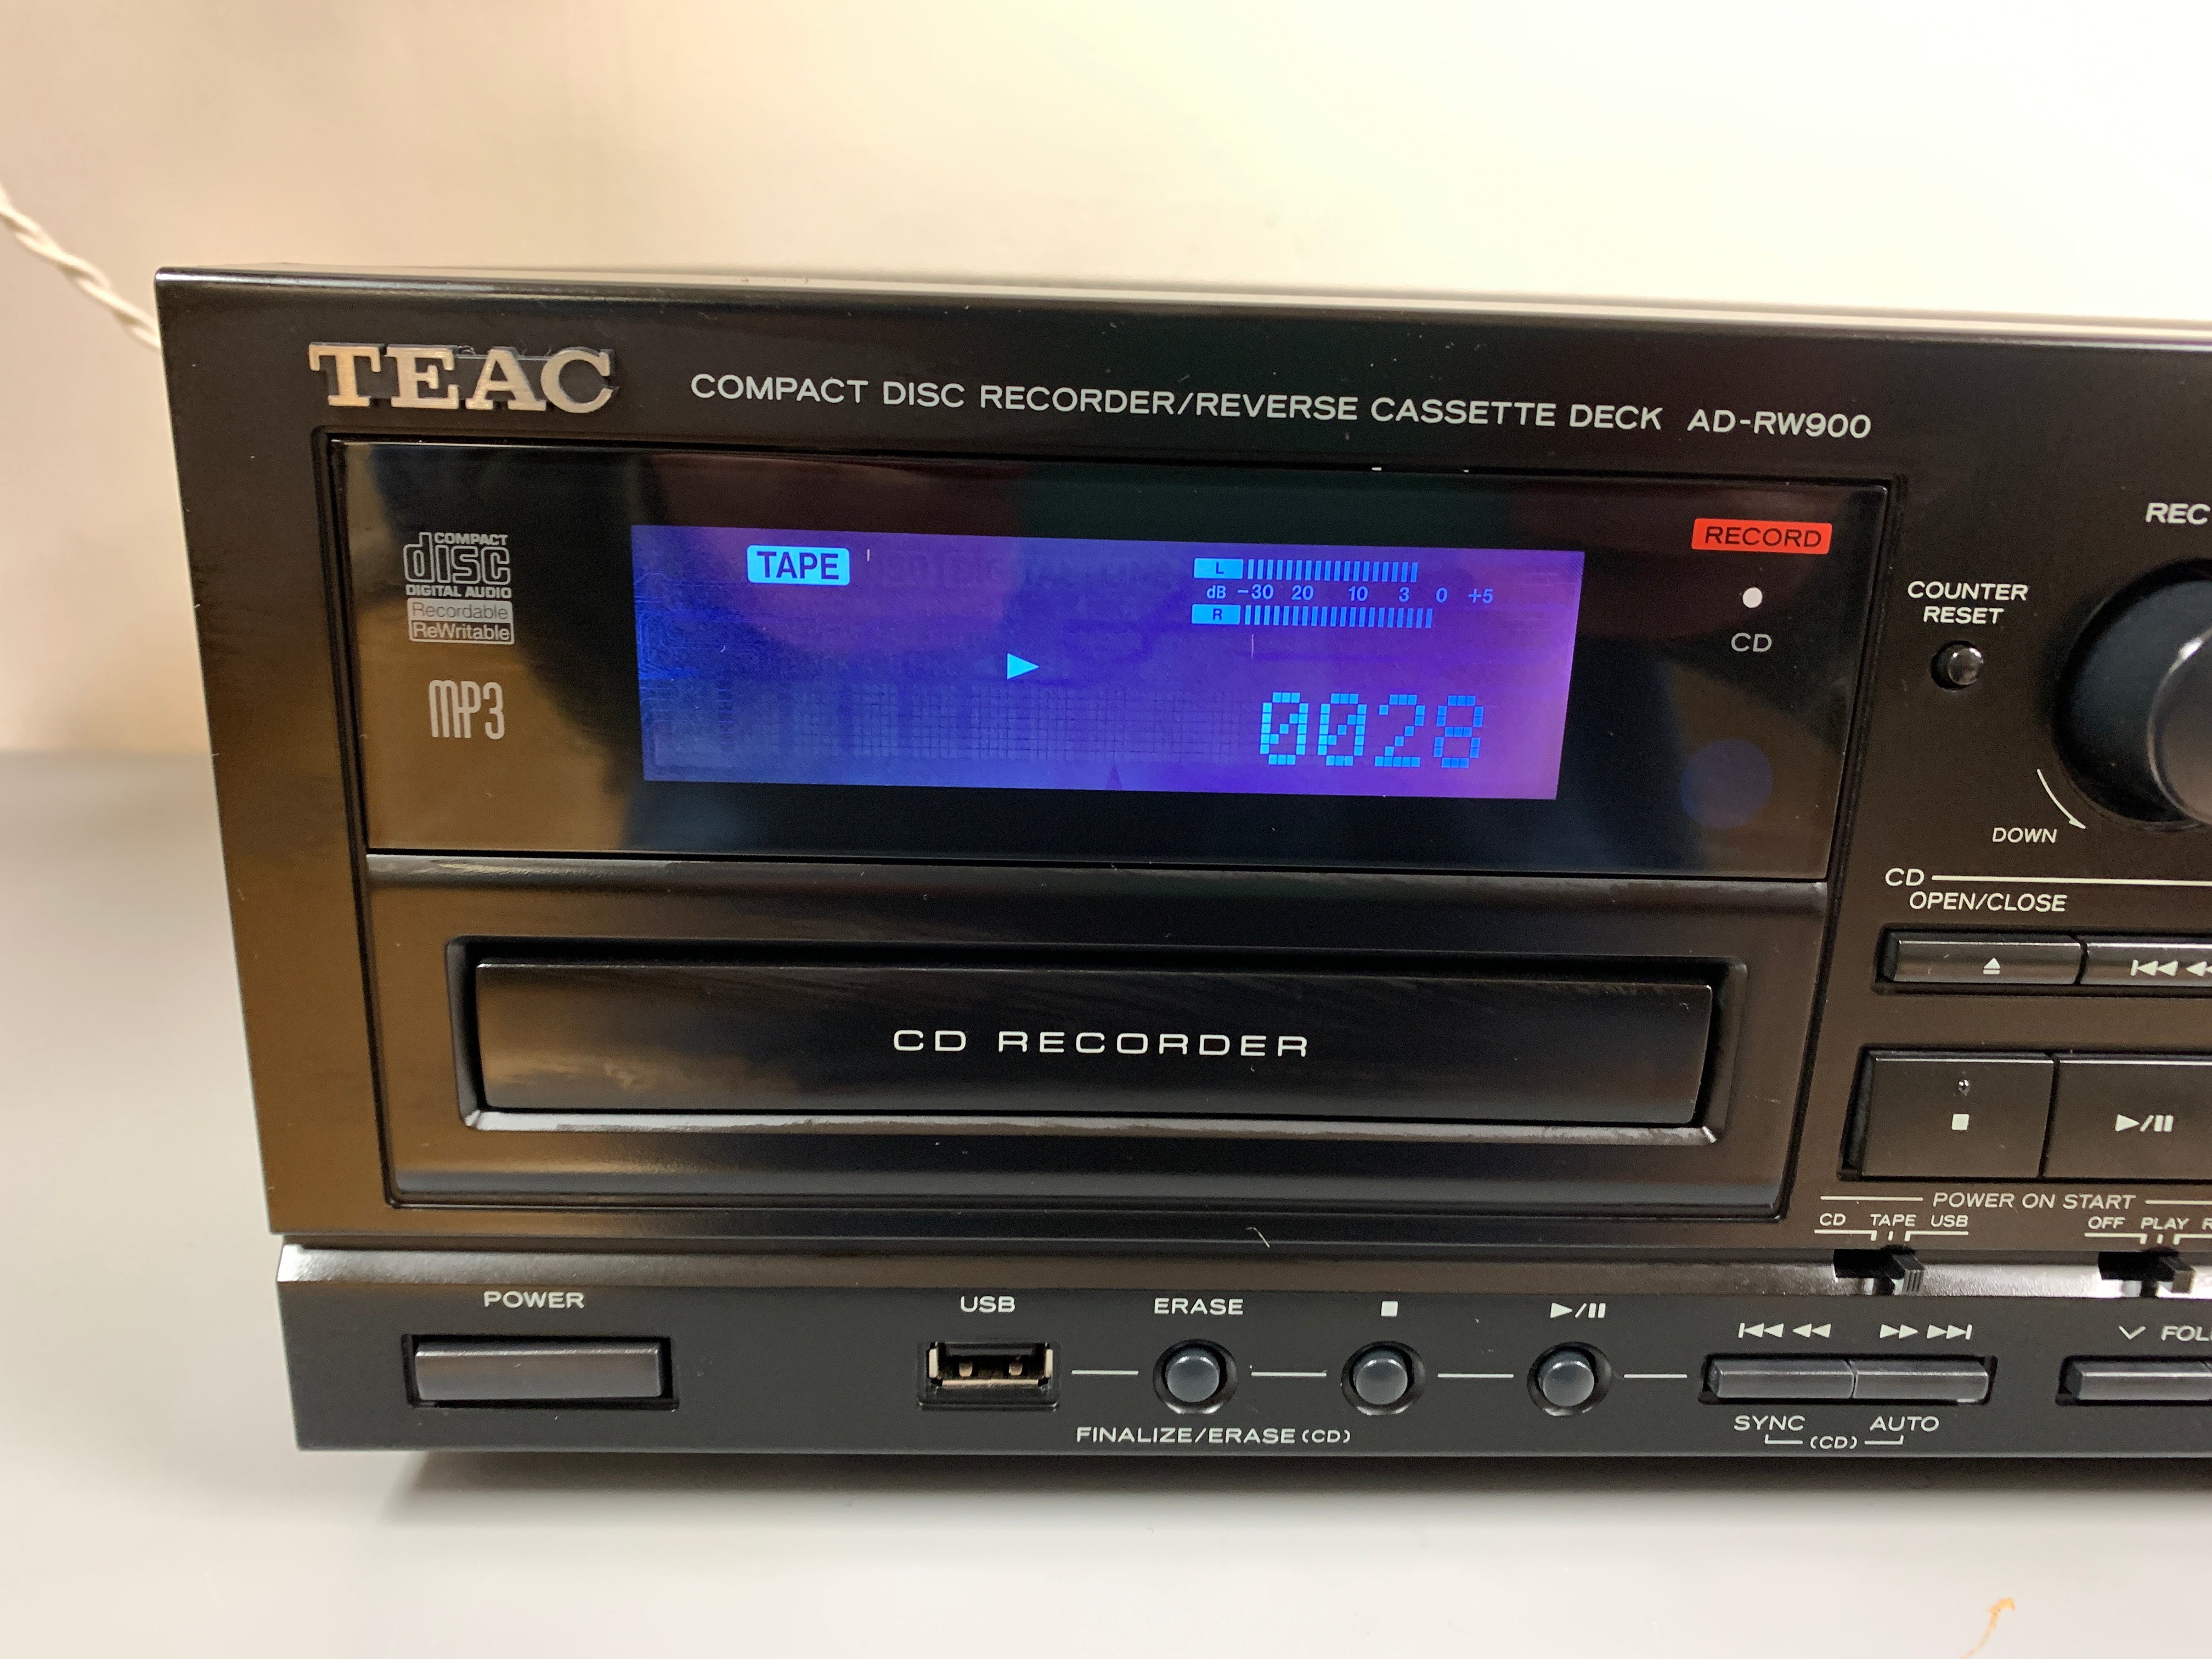 TEAC
COMPACT DISC RECORDER/REVERSE CASSETTE DECK AD-RW900
COMPACT
disc
DIGITAL AUDIO
Recordable
ReWritable
MP3
TAPE
L
dB -30 20 10 3 0 +5
R
0028
RECORD
CD
COUNTER
RESET
REC
DOWN
CD
OPEN/CLOSE
CD RECORDER
POWER ON START
CD TAPE USB
OFF PLAY R
POWER
USB
ERASE
FINALIZE/ERASE (CD)
SYNC AUTO
(CD)
FOL